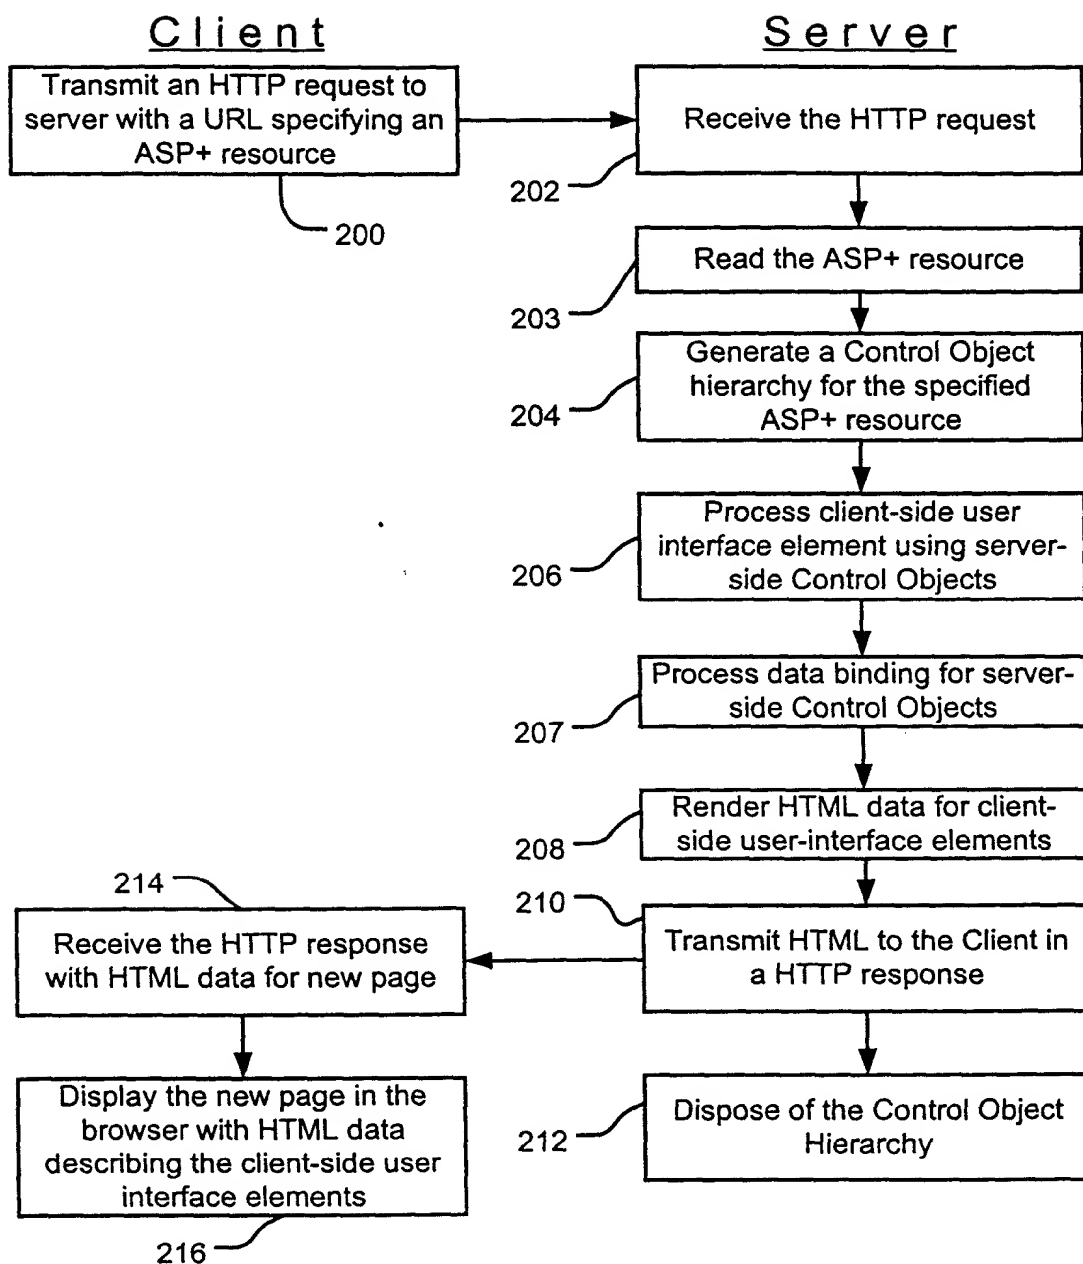 Client
Server
Transmit an HTTP request to
server with a URL specifying an
ASP+ resource
200
Receive the HTTP request
202
Read the ASP+ resource
203
Generate a Control Object
hierarchy for the specified
ASP+ resource
204
Process client-side user
interface element using server-
side Control Objects
206
Process data binding for server-
side Control Objects
207
Render HTML data for client-
side user-interface elements
208
210
Transmit HTML to the Client in
a HTTP response
214
Receive the HTTP response
with HTML data for new page
Dispose of the Control Object
Hierarchy
212
Display the new page in the
browser with HTML data
describing the client-side user
interface elements
216